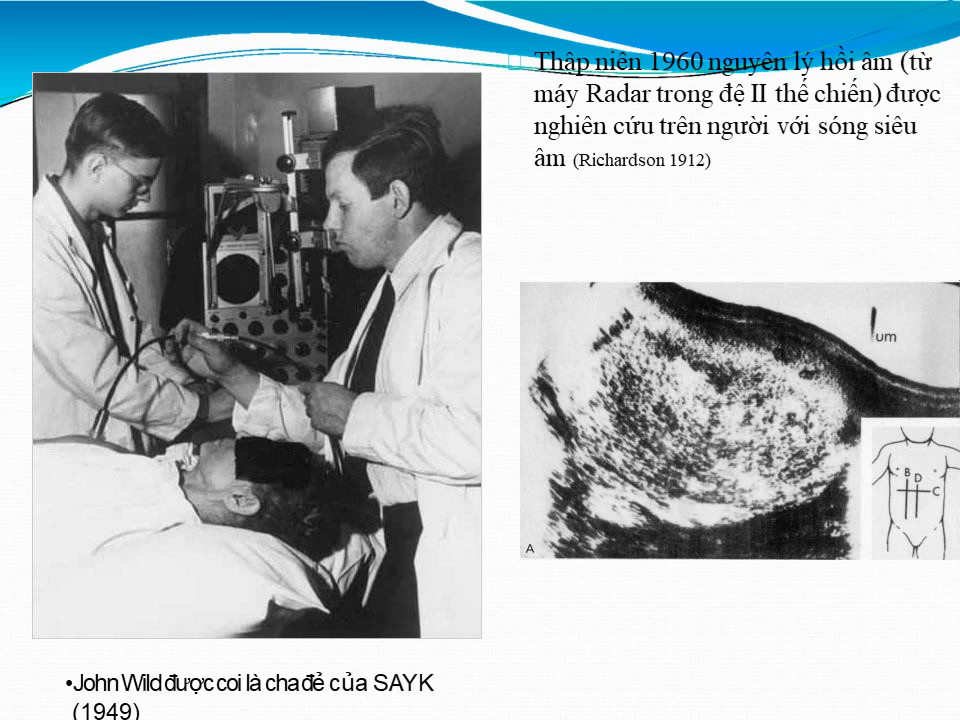 Thập niên 1960 nguyên lý hồi âm (từ
máy Radar trong đệ II thế chiến) được
nghiên cứu trên người với sóng siêu
âm (Richardson 1912)
um
B
D
C
A
•John Wild được coi là cha đẻ của SAYK
(1949)